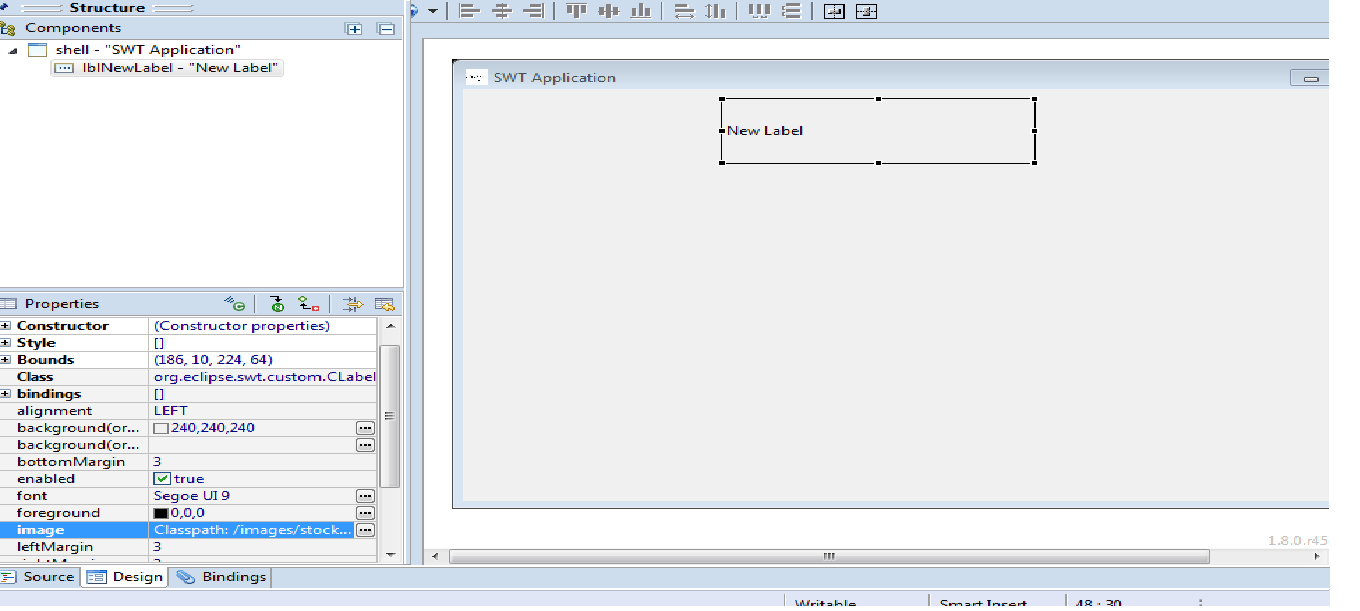 Structure
Components
shell - "SWT Application"
lblNewLabel - "New Label"
Properties
Constructor (Constructor properties)
Style []
Bounds (186, 10, 224, 64)
Class org.eclipse.swt.custom.CLabel
bindings []
alignment LEFT
background(or... 240,240,240 ...
background(or... ...
bottomMargin 3
enabled true
font Segoe UI 9 ...
foreground 0,0,0 ...
image Classpath: /images/stock... ...
leftMargin 3
Source Design Bindings
SWT Application
New Label
1.8.0.r45
Writable Smart Insert 48 : 30